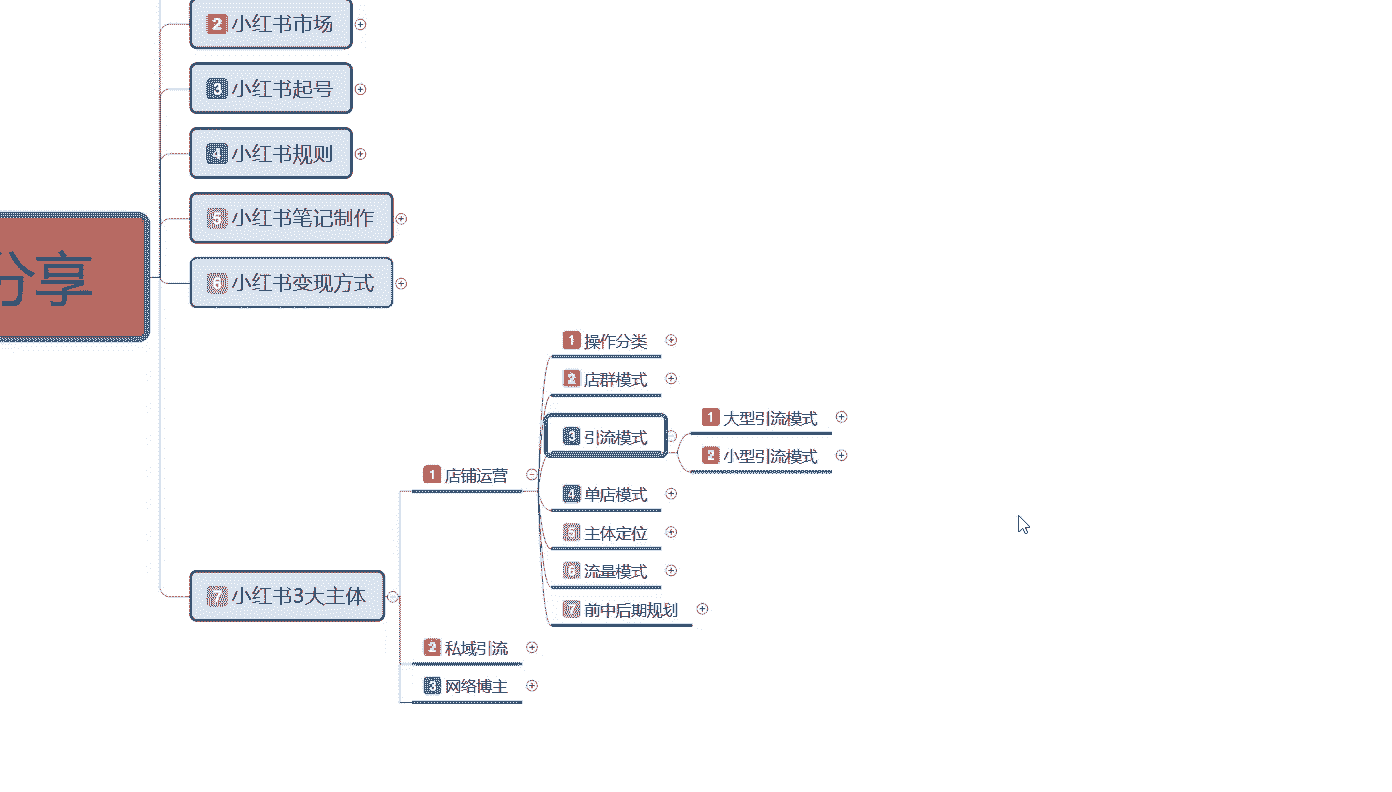 2 小红书市场
3 小红书起号
4 小红书规则
5 小红书笔记制作
6 小红书变现方式
分享
7 小红书3大主体
1 店铺运营
1 操作分类
2 店群模式
3 引流模式
1 大型引流模式
2 小型引流模式
4 单店模式
5 主体定位
6 流量模式
7 前中后期规划
2 私域引流
3 网络博主